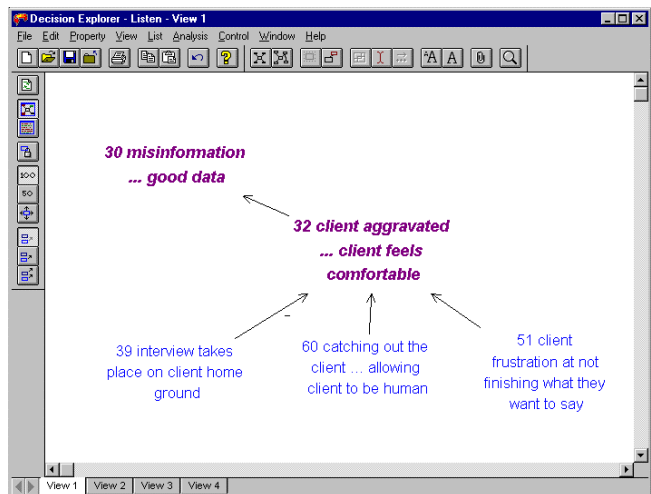 Decision Explorer - Listen - View 1
File Edit Property View List Analysis Control Window Help
100
50
30 misinformation
... good data
32 client aggravated
... client feels
comfortable
39 interview takes
place on client home
ground
60 catching out the
client ... allowing
client to be human
51 client
frustration at not
finishing what they
want to say
View 1 View 2 View 3 View 4